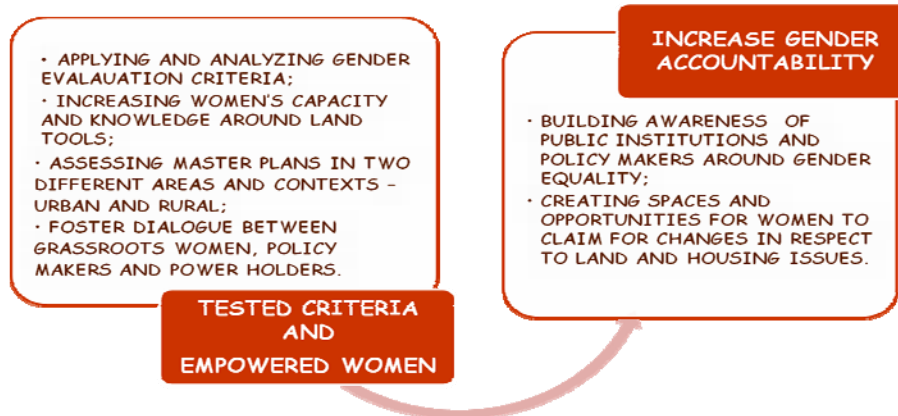 • APPLYING AND ANALYZING GENDER
EVALAUATION CRITERIA;
• INCREASING WOMEN'S CAPACITY
AND KNOWLEDGE AROUND LAND
TOOLS;
• ASSESSING MASTER PLANS IN TWO
DIFFERENT AREAS AND CONTEXTS –
URBAN AND RURAL;
• FOSTER DIALOGUE BETWEEN
GRASSROOTS WOMEN, POLICY
MAKERS AND POWER HOLDERS.
TESTED CRITERIA
AND
EMPOWERED WOMEN
INCREASE GENDER
ACCOUNTABILITY
• BUILDING AWARENESS OF
PUBLIC INSTITUTIONS AND
POLICY MAKERS AROUND GENDER
EQUALITY;
• CREATING SPACES AND
OPPORTUNITIES FOR WOMEN TO
CLAIM FOR CHANGES IN RESPECT
TO LAND AND HOUSING ISSUES.